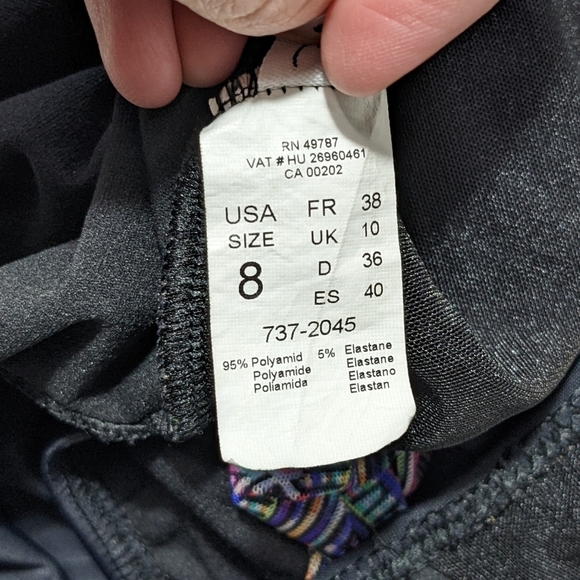 RN 49787
VAT # HU 26960461
CA 00202
USA FR 38
SIZE UK 10
8 D 36
ES 40
737-2045
95% Polyamid 5% Elastane
Polyamide Elastane
Poliamida Elastano
Elastan